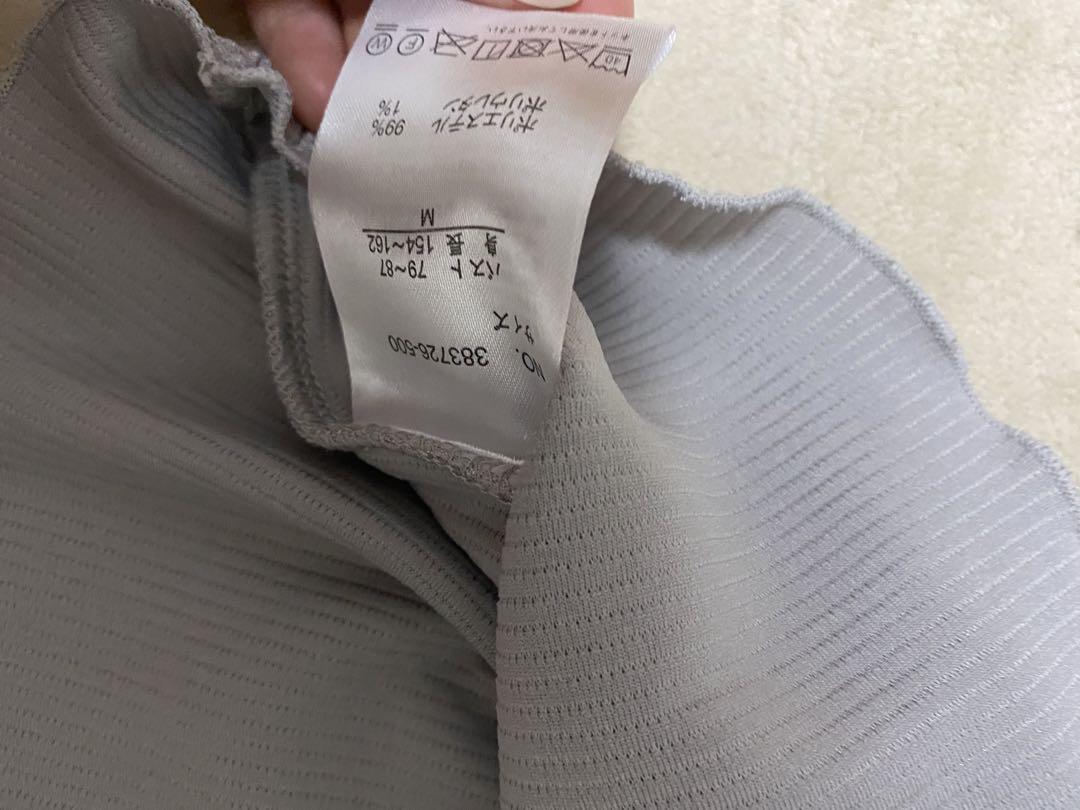 NO. 383726-500
サイズ
バスト 79~87
身長 154~162
M
ポリエステル 99%
ポリウレタン 1%
40
F W